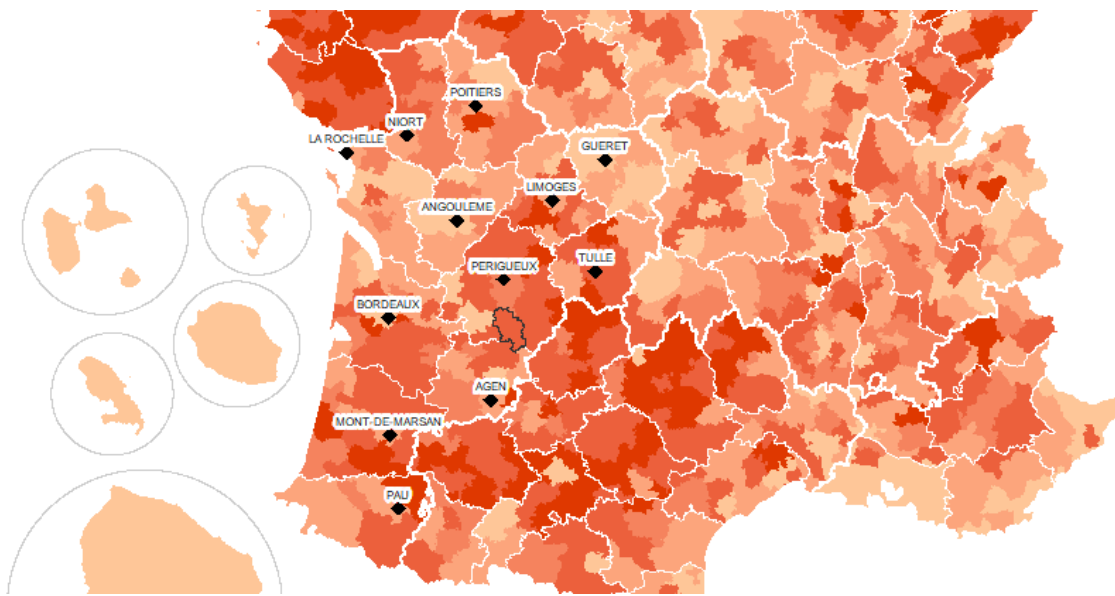 POITIERS
NIORT
LA ROCHELLE
GUERET
LIMOGES
ANGOULEME
TULLE
PERIGUEUX
BORDEAUX
AGEN
MONT-DE-MARSAN
PAU